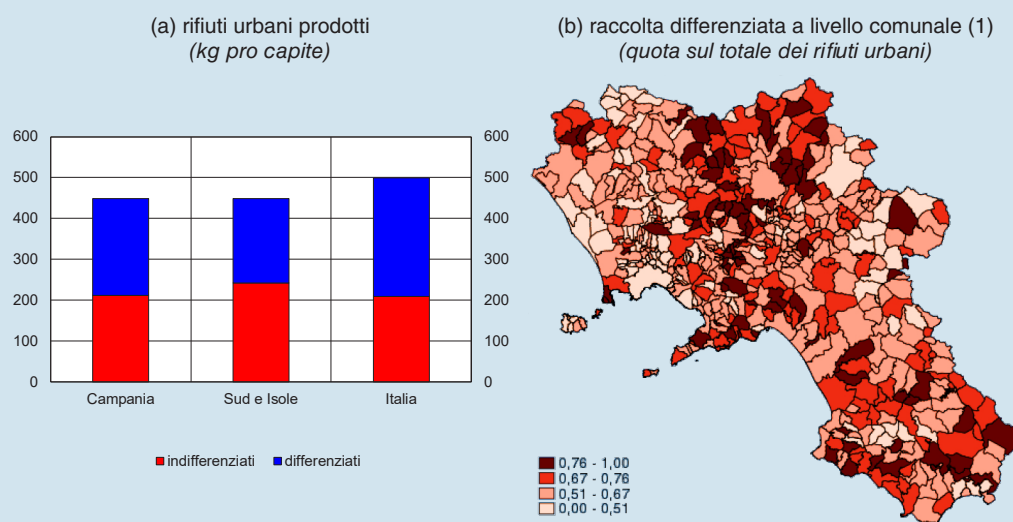 (a) rifiuti urbani prodotti
(kg pro capite)
(b) raccolta differenziata a livello comunale (1)
(quota sul totale dei rifiuti urbani)
600
500
400
300
200
100
0
600
500
400
300
200
100
0
Campania
Sud e Isole
Italia
indifferenziati
differenziati
0,76 - 1,00
0,67 - 0,76
0,51 - 0,67
0,00 - 0,51